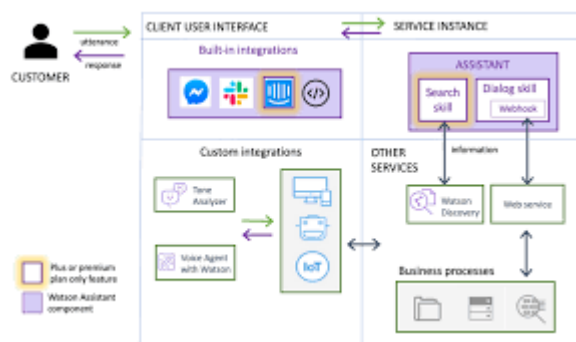 CLIENT USER INTERFACE
SERVICE INSTANCE
utterance
response
CUSTOMER
Built-in integrations
ASSISTANT
Search
skill
Dialog skill
Webhook
Custom integrations
OTHER
SERVICES
information
Tone
Analyzer
Watson
Discovery
Web service
Voice Agent
with Watson
IoT
Business processes
Plus or premium
plan only feature
Watson Assistant
component